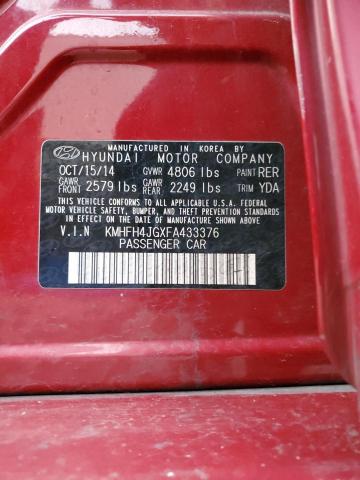 MANUFACTURED IN KOREA BY
HYUNDAI MOTOR COMPANY
OCT/15/14 GVWR 4806 lbs PAINT RER
GAWR FRONT 2579 lbs GAWR REAR 2249 lbs TRIM YDA
THIS VEHICLE CONFORMS TO ALL APPLICABLE U.S.
FEDERAL MOTOR VEHICLE SAFETY, BUMPER, AND
THEFT PREVENTION STANDARDS IN EFFECT ON THE
DATE OF MANUFACTURE SHOWN ABOVE.
V.I.N KMHFH4JGXFA433376
PASSENGER CAR